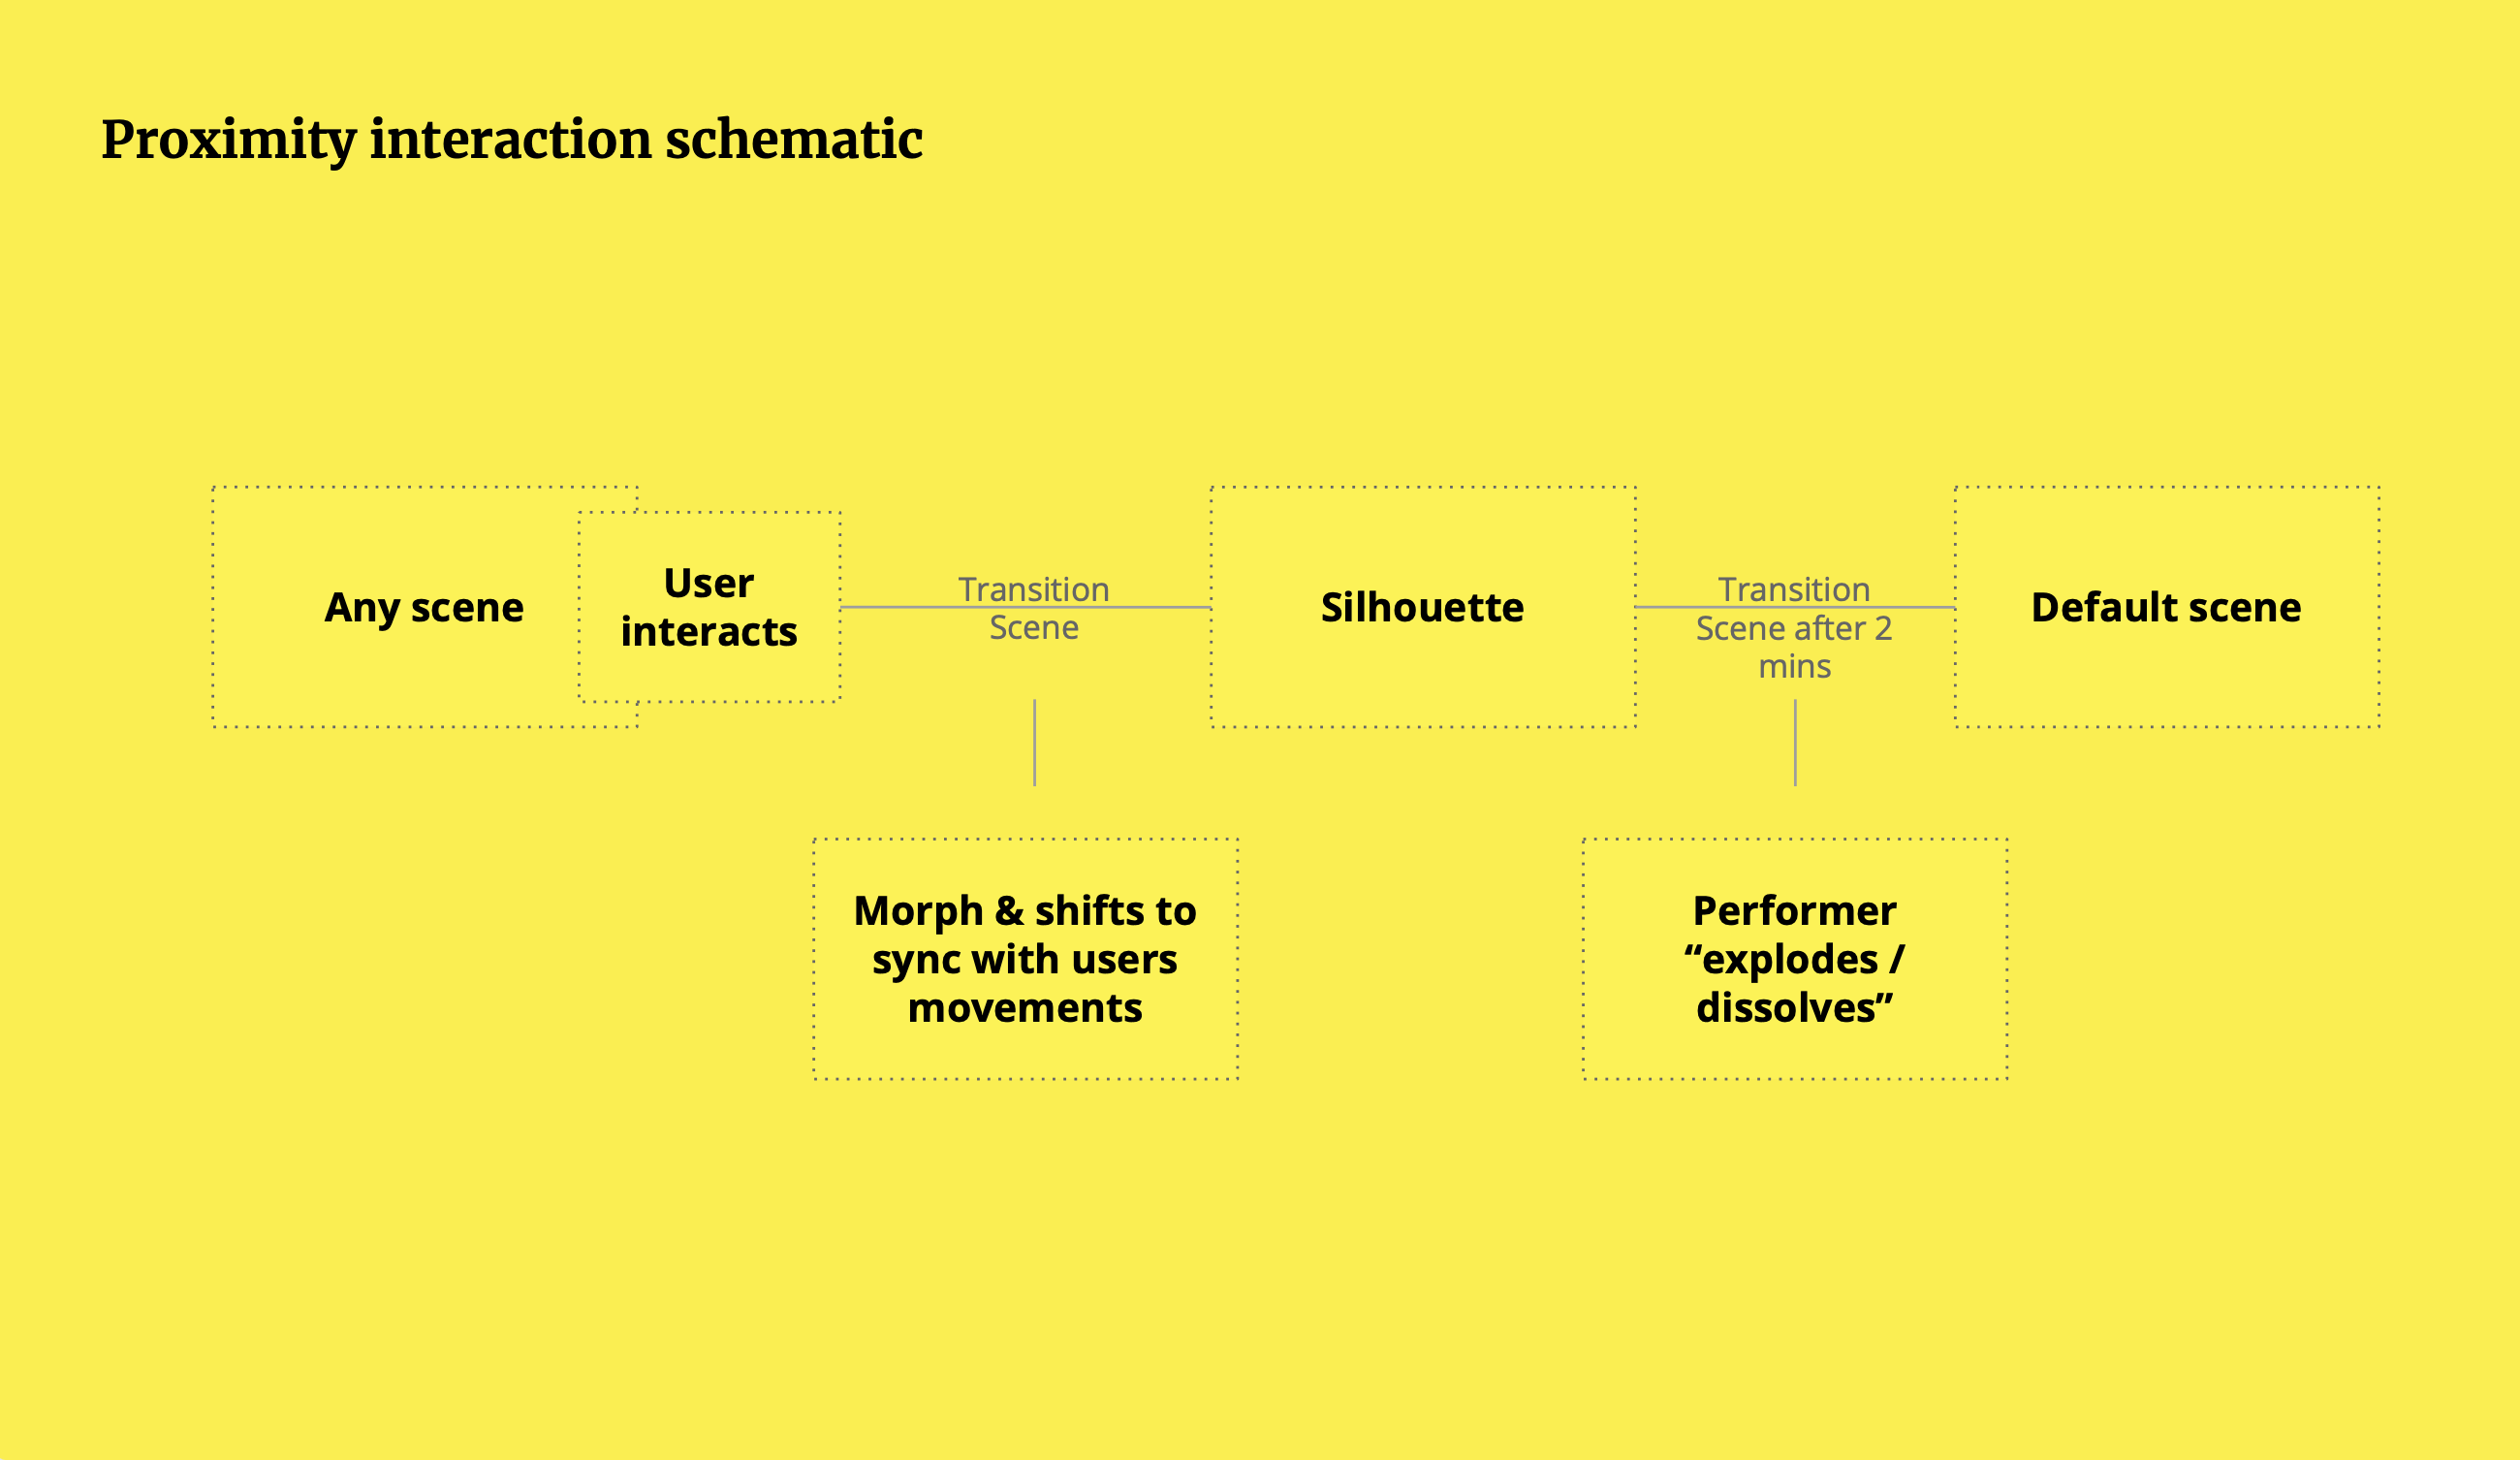 Proximity interaction schematic
Any scene
User
interacts
Transition
Scene
Silhouette
Transition
Scene after 2
mins
Default scene
Morph & shifts to
sync with users
movements
Performer
“explodes /
dissolves”